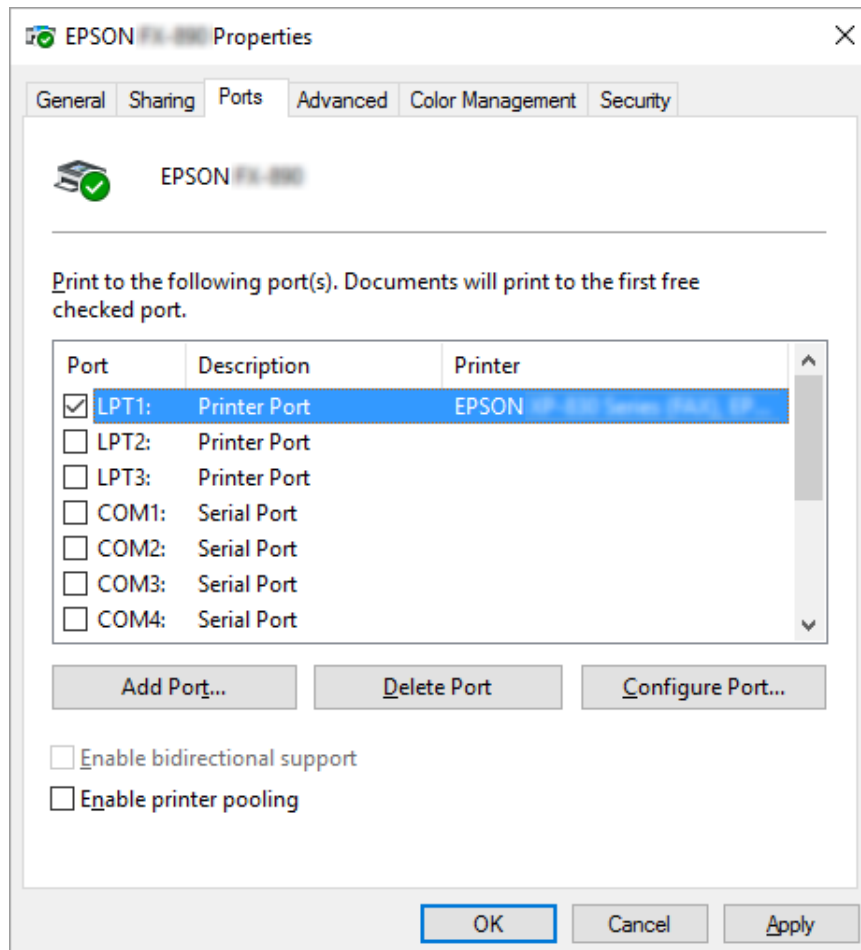 EPSON Properties
General Sharing Ports Advanced Color Management Security
EPSON
Print to the following port(s). Documents will print to the first free
checked port.
Port Description Printer
LPT1: Printer Port EPSON
LPT2: Printer Port
LPT3: Printer Port
COM1: Serial Port
COM2: Serial Port
COM3: Serial Port
COM4: Serial Port
Add Port... Delete Port Configure Port...
Enable bidirectional support
Enable printer pooling
OK Cancel Apply